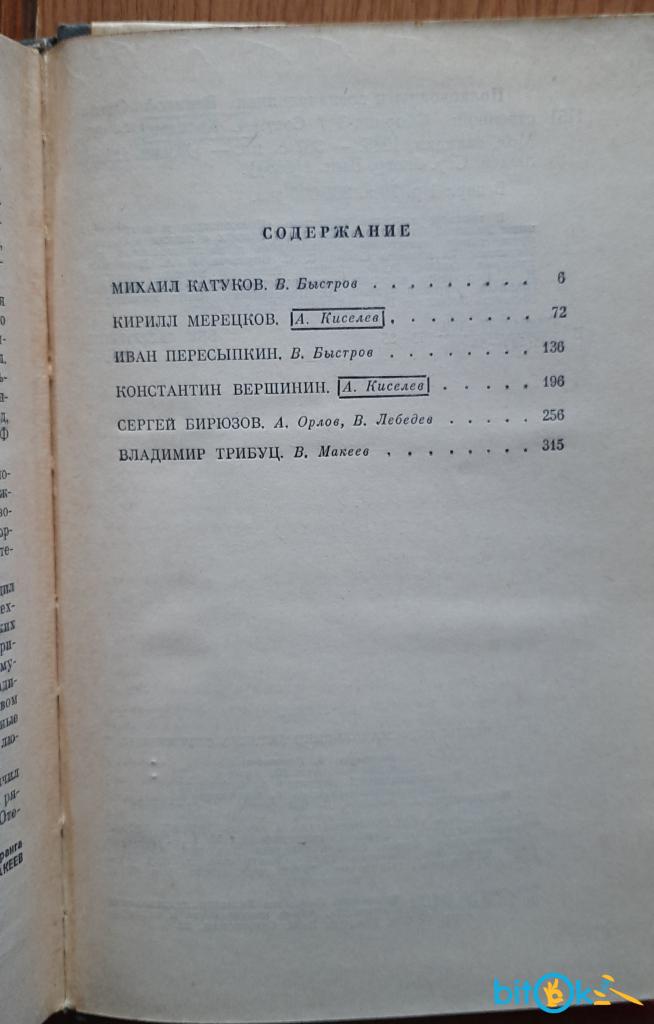 СОДЕРЖАНИЕ
МИХАИЛ КАТУКОВ. В. Быстров . . . . . . . . . 6
КИРИЛЛ МЕРЕЦКОВ. А. Киселев . . . . . . . . 72
ИВАН ПЕРЕСЫПКИН. В. Быстров . . . . . . . . 136
КОНСТАНТИН ВЕРШИНИН. А. Киселев . . . . . 196
СЕРГЕЙ БИРЮЗОВ. А. Орлов, В. Лебедев . . . . . 256
ВЛАДИМИР ТРИБУЦ. В. Макеев . . . . . . . . 315
bitok